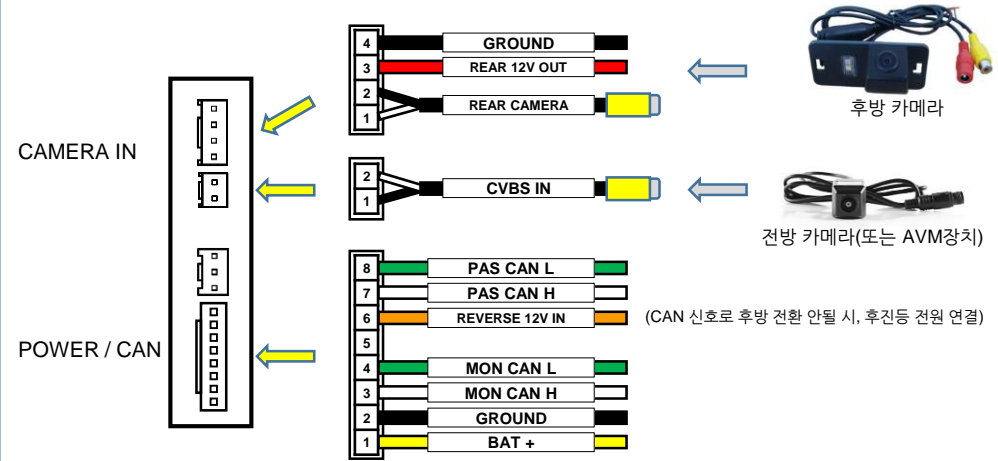 CAMERA IN
POWER / CAN
4 GROUND
3 REAR 12V OUT
2
REAR CAMERA
1
후방 카메라
2
CVBS IN
1
전방 카메라(또는 AVM장치)
8 PAS CAN L
7 PAS CAN H
6 REVERSE 12V IN (CAN 신호로 후방 전환 안될 시, 후진등 전원 연결)
5
4 MON CAN L
3 MON CAN H
2 GROUND
1 BAT +